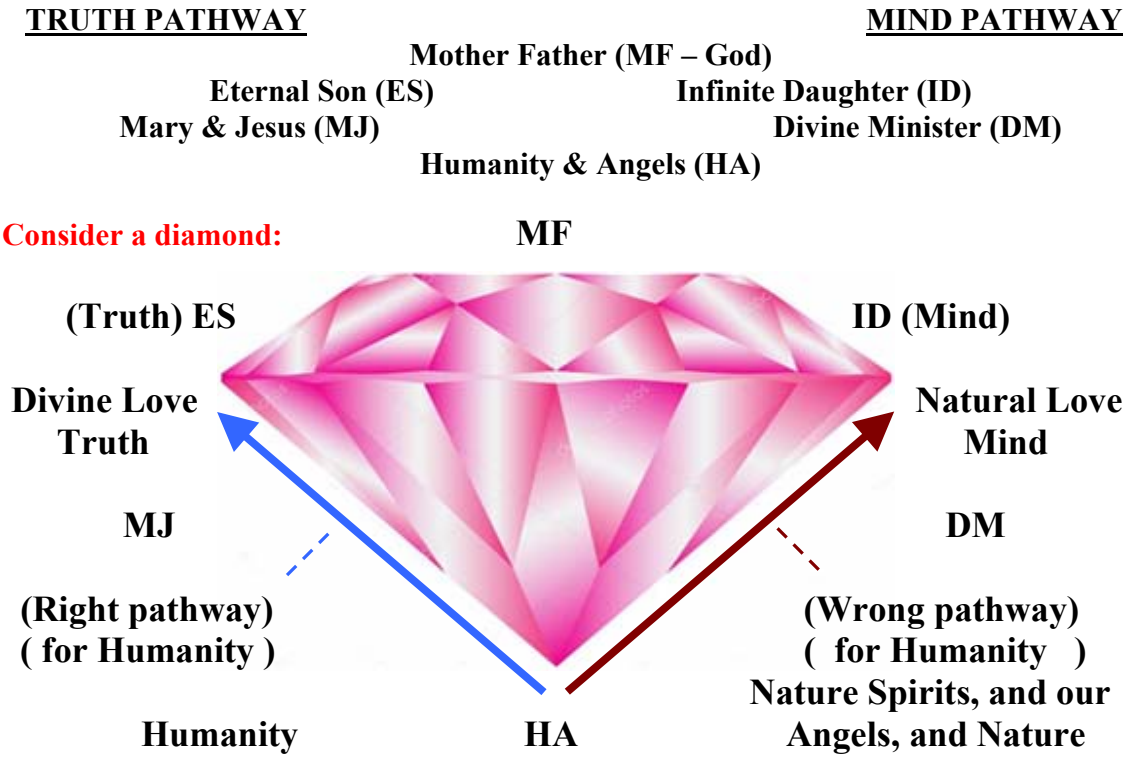 TRUTH PATHWAY MIND PATHWAY
Mother Father (MF – God)
Eternal Son (ES) Infinite Daughter (ID)
Mary & Jesus (MJ) Divine Minister (DM)
Humanity & Angels (HA)
Consider a diamond: MF
(Truth) ES ID (Mind)
Divine Love Natural Love
Truth Mind
MJ DM
(Right pathway) (Wrong pathway)
( for Humanity ) ( for Humanity )
Nature Spirits, and our
Humanity HA Angels, and Nature